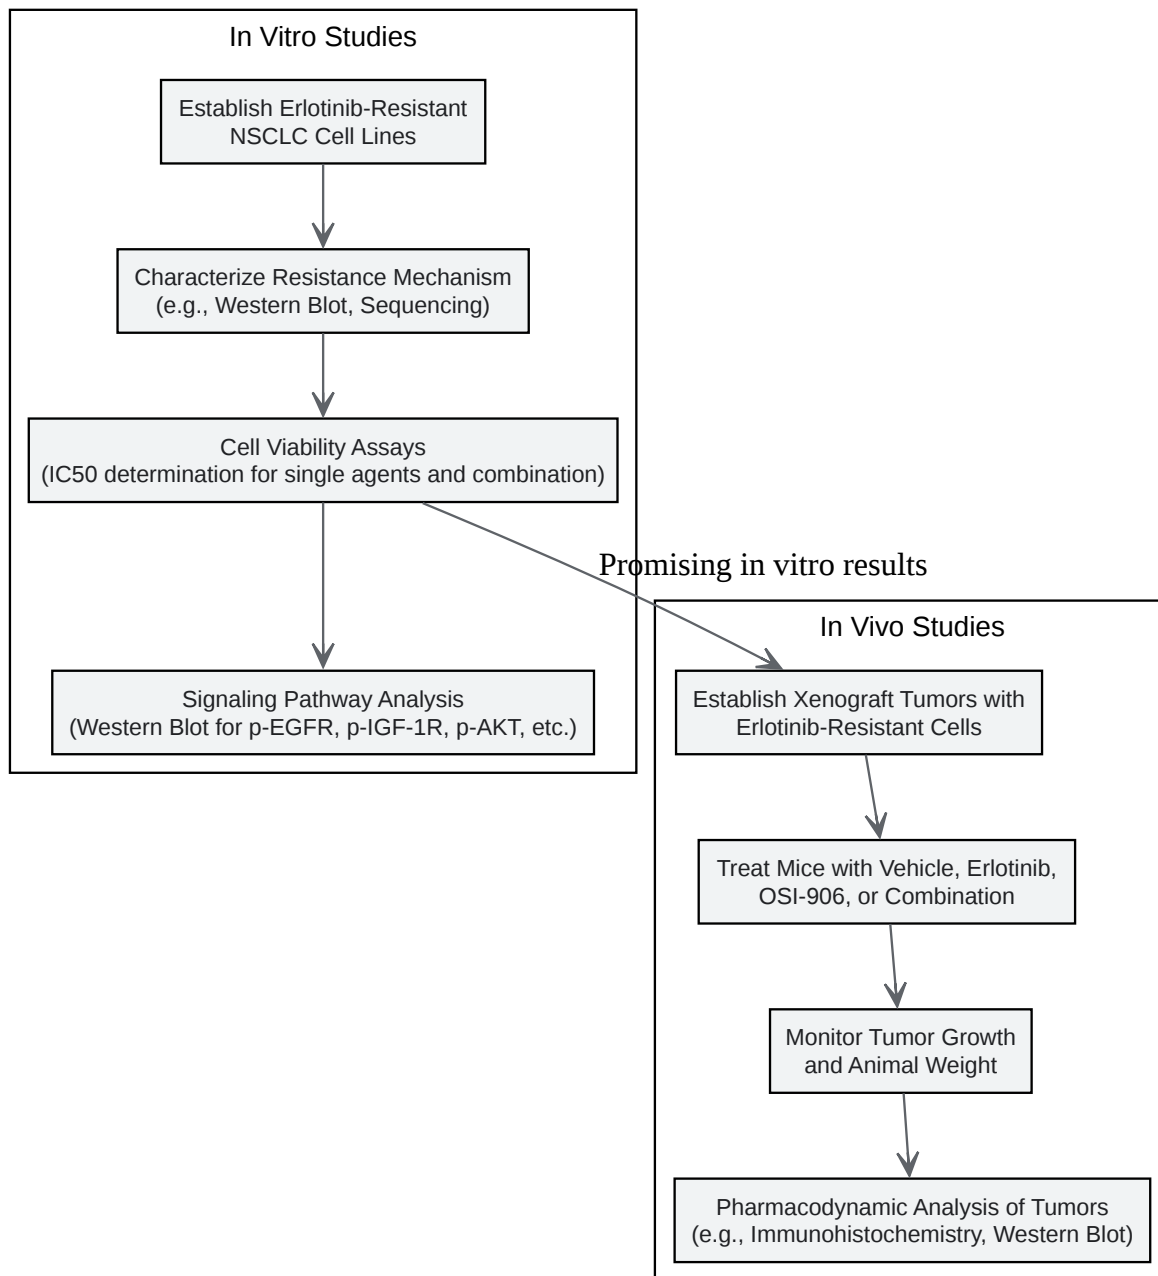 In Vitro Studies
Establish Erlotinib-Resistant
NSCLC Cell Lines
Characterize Resistance Mechanism
(e.g., Western Blot, Sequencing)
Cell Viability Assays
(IC50 determination for single agents and combination)
Promising in vitro results
Signaling Pathway Analysis
(Western Blot for p-EGFR, p-IGF-1R, p-AKT, etc.)
In Vivo Studies
Establish Xenograft Tumors with
Erlotinib-Resistant Cells
Treat Mice with Vehicle, Erlotinib,
OSI-906, or Combination
Monitor Tumor Growth
and Animal Weight
Pharmacodynamic Analysis of Tumors
(e.g., Immunohistochemistry, Western Blot)